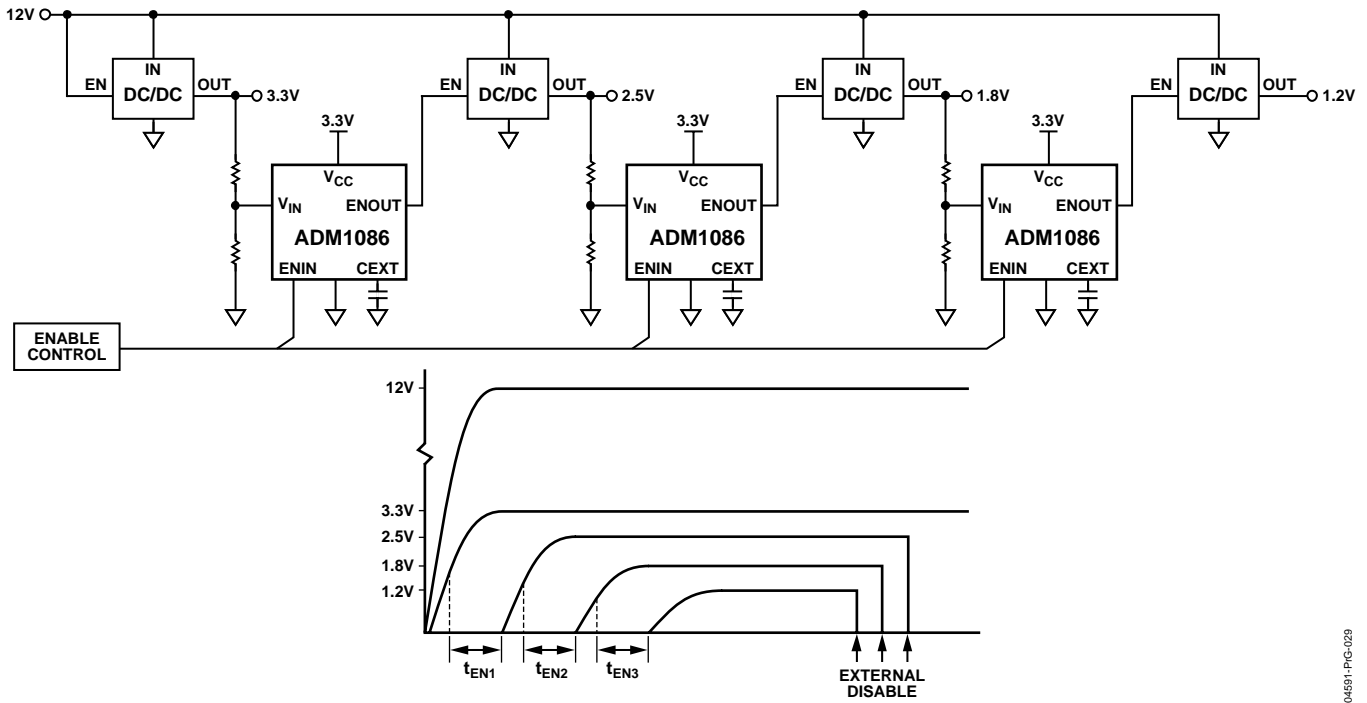 12V
IN
EN
DC/DC
OUT
3.3V
IN
EN
DC/DC
OUT
2.5V
IN
EN
DC/DC
OUT
1.8V
IN
EN
DC/DC
OUT
1.2V
3.3V
VCC
VIN
ENOUT
ADM1086
ENIN
CEXT
3.3V
VCC
VIN
ENOUT
ADM1086
ENIN
CEXT
3.3V
VCC
VIN
ENOUT
ADM1086
ENIN
CEXT
ENABLE
CONTROL
12V
3.3V
2.5V
1.8V
1.2V
tEN1
tEN2
tEN3
EXTERNAL
DISABLE
04591-PrG-029